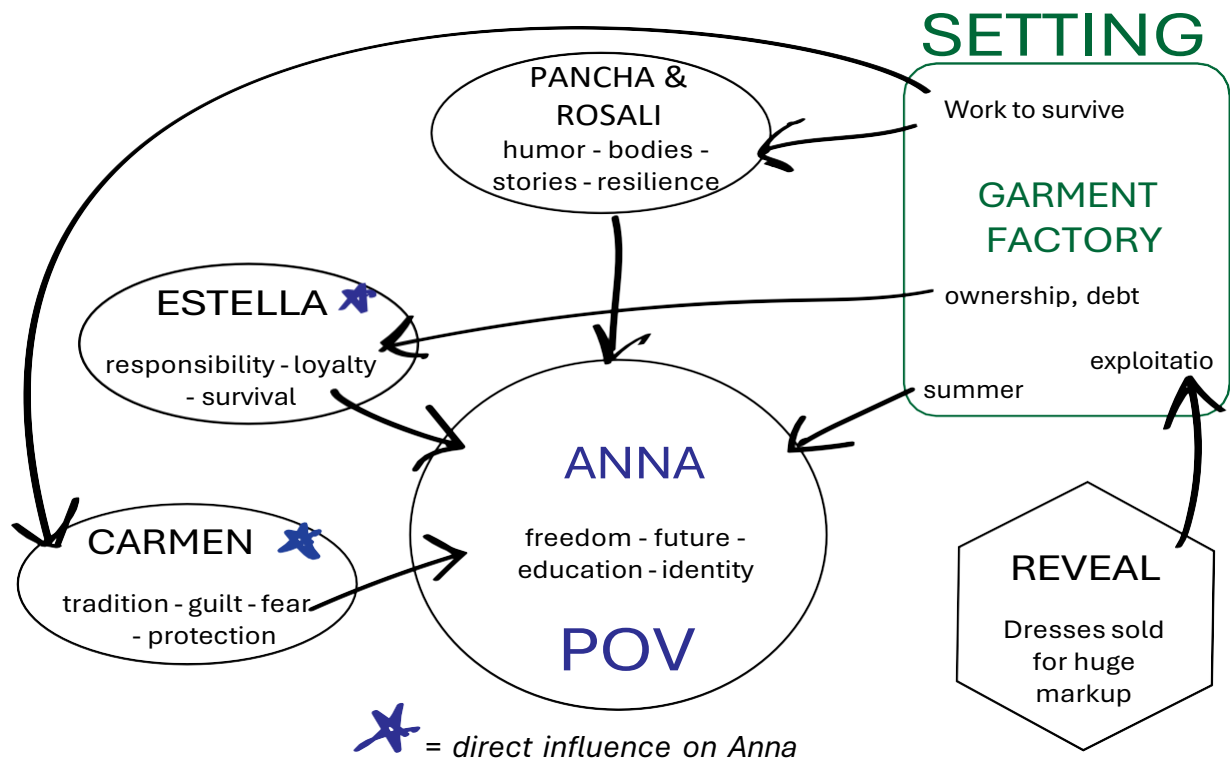 SETTING
PANCHA &
ROSALI
humor - bodies -
stories - resilience
Work to survive
GARMENT
FACTORY
ownership, debt
exploitatio
summer
ESTELLA
responsibility - loyalty
- survival
ANNA
freedom - future -
education - identity
POV
CARMEN
tradition - guilt - fear
- protection
REVEAL
Dresses sold
for huge
markup
= direct influence on Anna